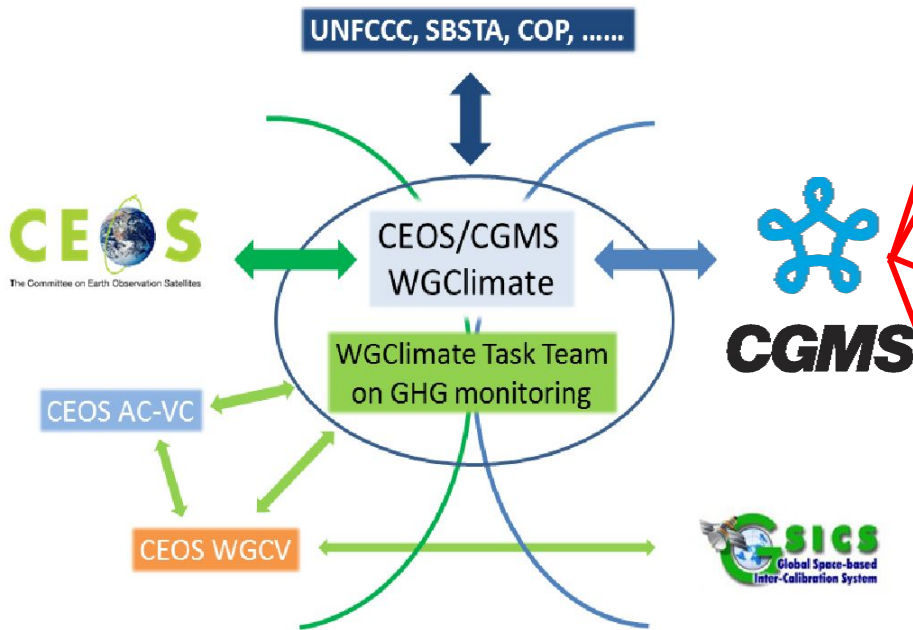 UNFCCC, SBSTA, COP, ......
CEOS
The Committee on Earth Observation Satellites
CEOS/CGMS
WGClimate
CGMS
WGClimate Task Team
on GHG monitoring
CEOS AC-VC
CEOS WGCV
GSICS
Global Space-based
Inter-Calibration System